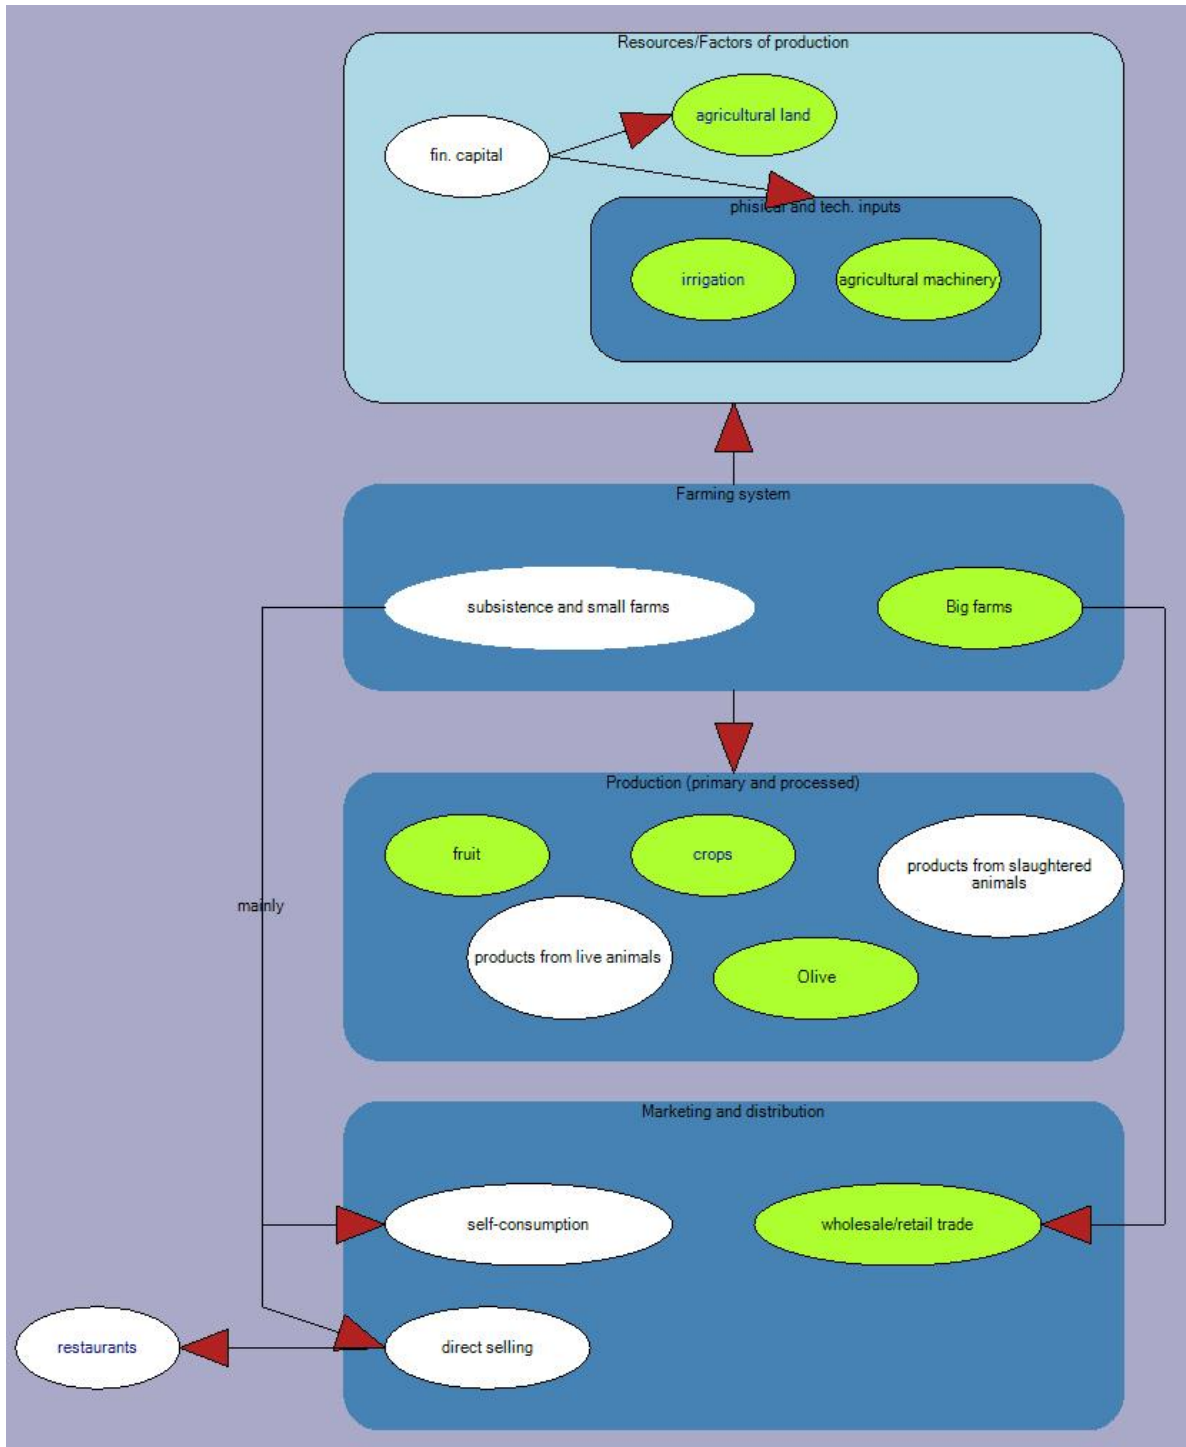 Resources/Factors of production
agricultural land
fin. capital
phisical and tech. inputs
irrigation
agricultural machinery
Farming system
subsistence and small farms
Big farms
Production (primary and processed)
fruit
crops
products from slaughtered
animals
mainly
products from live animals
Olive
Marketing and distribution
self-consumption
wholesale/retail trade
restaurants
direct selling